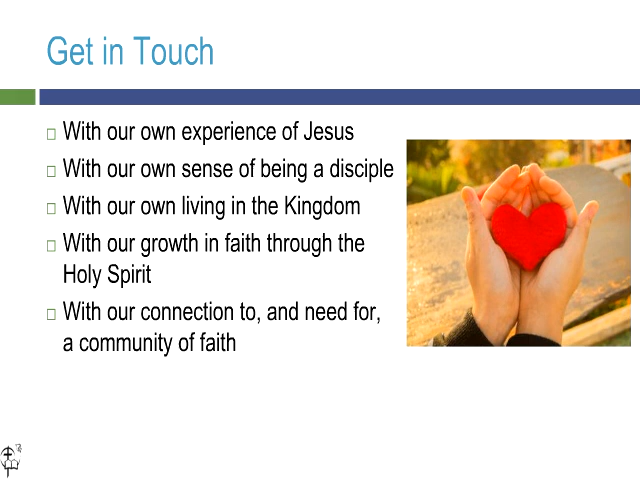 Get in Touch
With our own experience of Jesus
With our own sense of being a disciple
With our own living in the Kingdom
With our growth in faith through the
Holy Spirit
With our connection to, and need for,
a community of faith